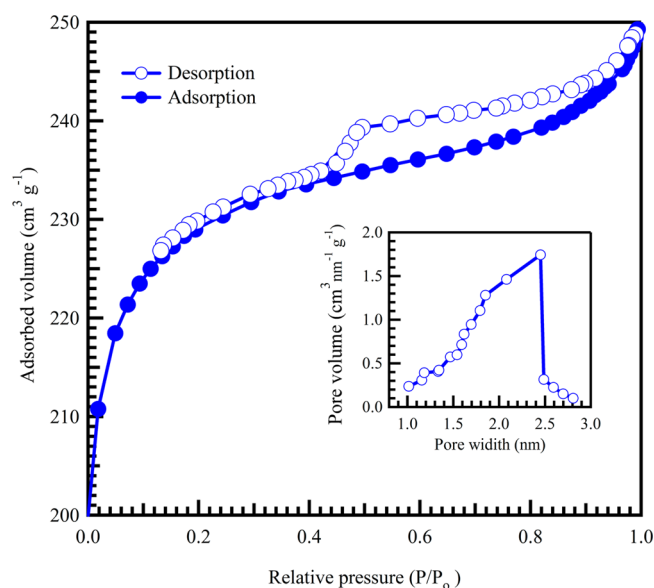 250
240
230
220
210
200
Adsorbed volume (cm³ g⁻¹)
Desorption
Adsorption
2.0
1.5
1.0
0.5
0.0
Pore volume (cm³ nm⁻¹ g⁻¹)
1.0 1.5 2.0 2.5 3.0
Pore widith (nm)
0.0 0.2 0.4 0.6 0.8 1.0
Relative pressure (P/Pₒ)